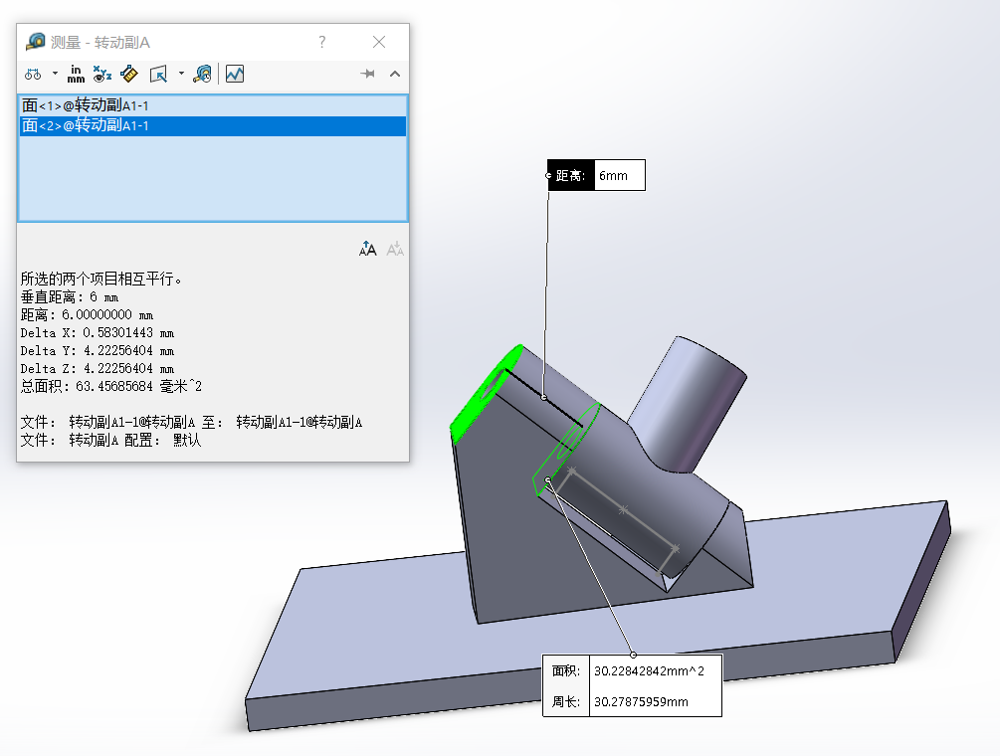 测量 - 转动副A
?
in
mm
面<1>@转动副A1-1
面<2>@转动副A1-1
所选的两个项目相互平行。
垂直距离: 6 mm
距离: 6.00000000 mm
Delta X: 0.58301443 mm
Delta Y: 4.22256404 mm
Delta Z: 4.22256404 mm
总面积: 63.45685684 毫米^2
文件: 转动副A1-1@转动副A 至: 转动副A1-1@转动副A
文件: 转动副A 配置: 默认
距离: 6mm
面积: 30.22842842mm^2
周长: 30.27875959mm